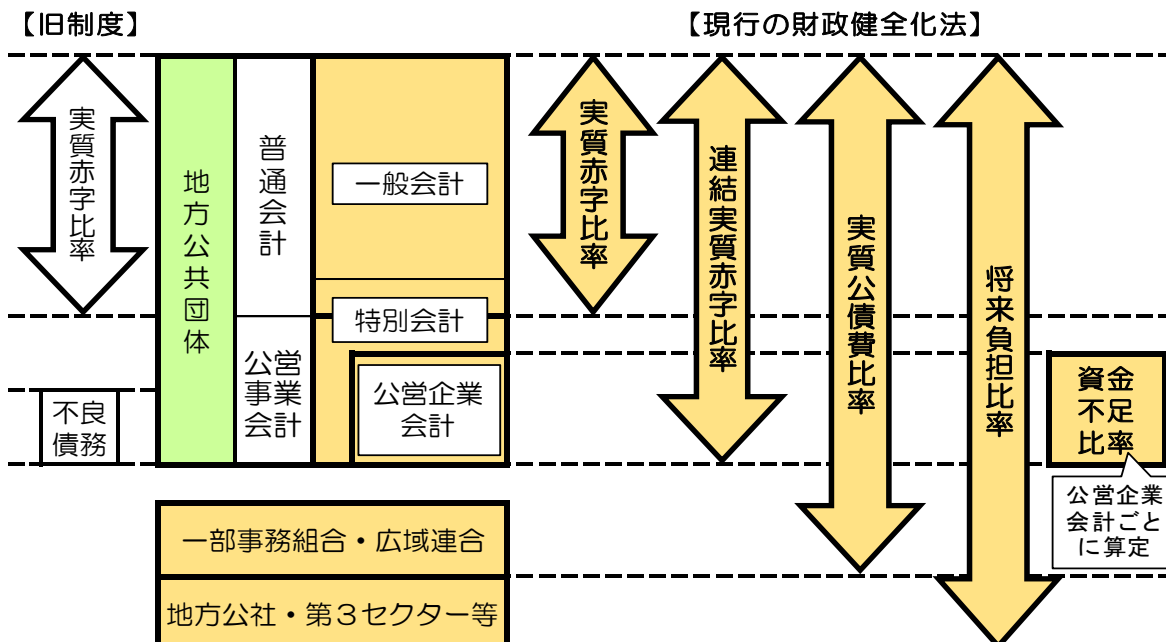 【旧制度】
【現行の財政健全化法】
実質赤字比率
地方公共団体
普通会計
一般会計
特別会計
公営
事業
会計
公営企業
会計
不良
債務
実質赤字比率
連結実質赤字比率
実質公債費比率
将来負担比率
資金
不足
比率
公営企業
会計ごと
に算定
一部事務組合・広域連合
地方公社・第３セクター等